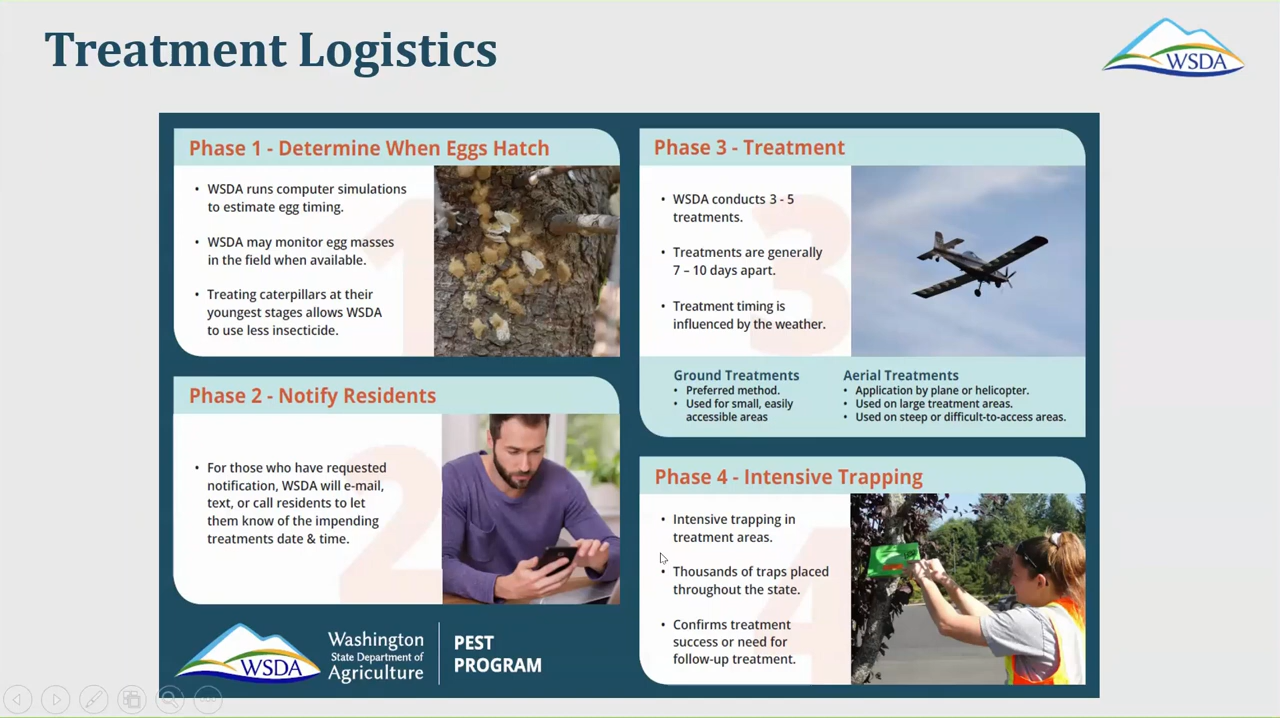 Treatment Logistics
WSDA
Phase 1 - Determine When Eggs Hatch
• WSDA runs computer simulations
to estimate egg timing.
• WSDA may monitor egg masses
in the field when available.
• Treating caterpillars at their
youngest stages allows WSDA
to use less insecticide.
1
Phase 2 - Notify Residents
• For those who have requested
notification, WSDA will e-mail,
text, or call residents to let
them know of the impending
treatments date & time.
2
Phase 3 - Treatment
• WSDA conducts 3 - 5
treatments.
• Treatments are generally
7 – 10 days apart.
• Treatment timing is
influenced by the weather.
3
Ground Treatments
• Preferred method.
• Used for small, easily
accessible areas
Aerial Treatments
• Application by plane or helicopter.
• Used on large treatment areas.
• Used on steep or difficult-to-access areas.
Phase 4 - Intensive Trapping
• Intensive trapping in
treatment areas.
• Thousands of traps placed
throughout the state.
• Confirms treatment
success or need for
follow-up treatment.
4
WSDA
Washington
State Department of
Agriculture
PEST
PROGRAM